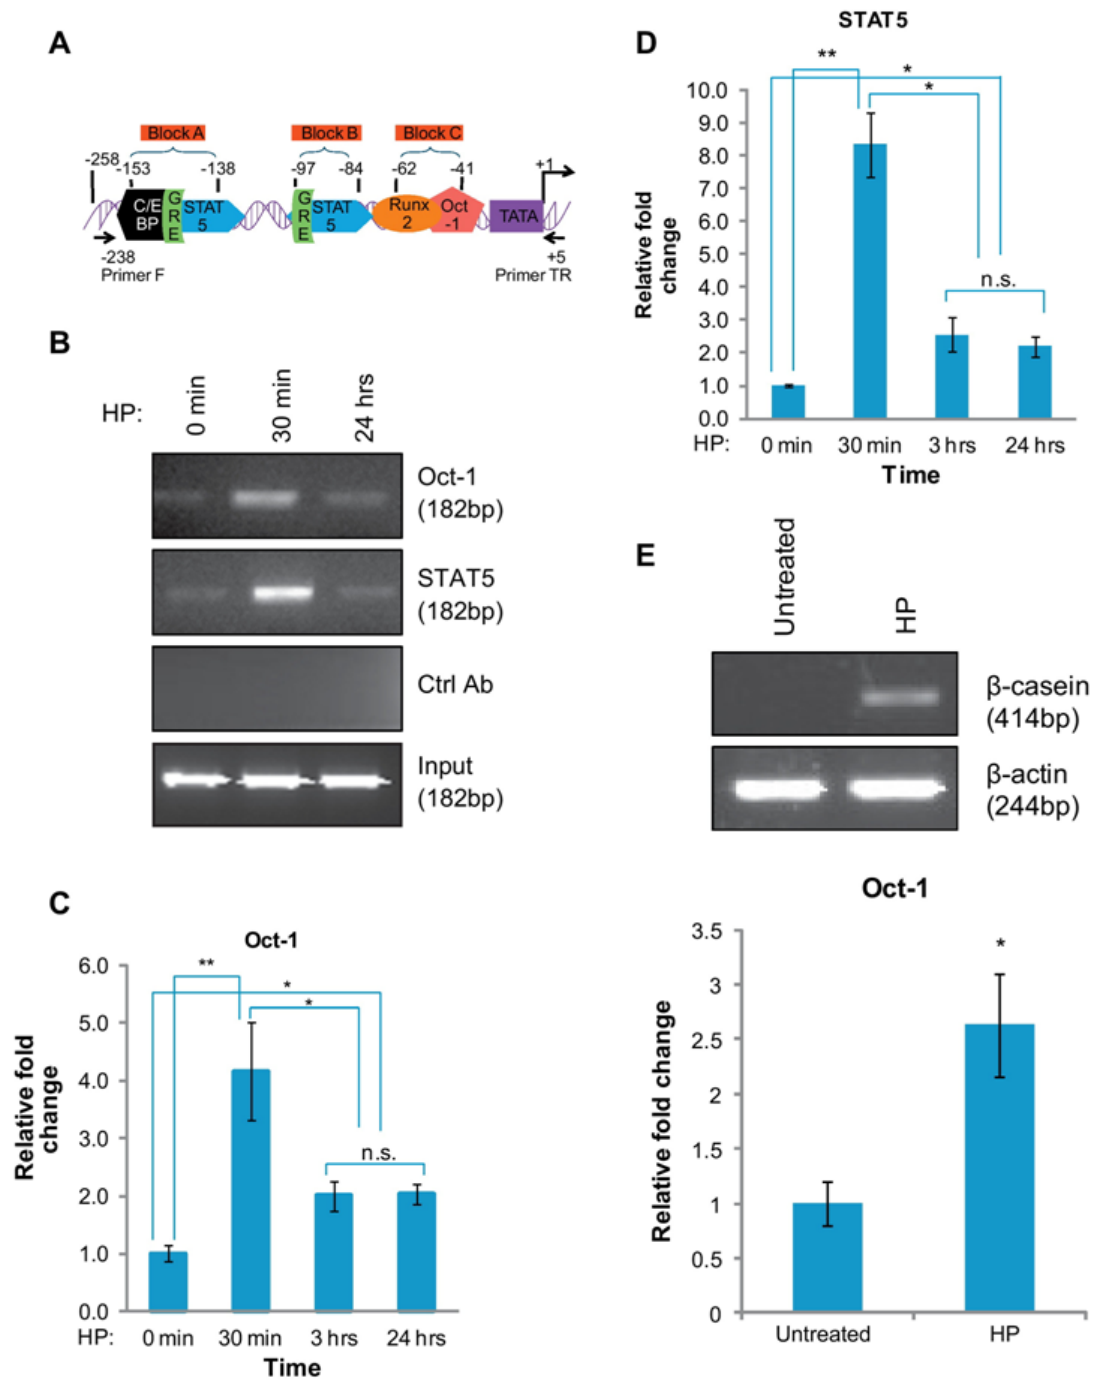 A
Block A
Block B
Block C
-258
-153
-138
-97
-84
-62
-41
+1
C/E
BP
G
R
E
STAT
5
G
R
E
STAT
5
Runx
2
Oct
-1
TATA
-238
Primer F
+5
Primer TR
B
HP:
0 min
30 min
24 hrs
Oct-1
(182bp)
STAT5
(182bp)
Ctrl Ab
Input
(182bp)
C
Oct-1
Relative fold
change
6.0
5.0
4.0
3.0
2.0
1.0
0.0
**
*
*
n.s.
HP:
0 min
30 min
3 hrs
24 hrs
Time
D
STAT5
Relative fold
change
10.0
9.0
8.0
7.0
6.0
5.0
4.0
3.0
2.0
1.0
0.0
**
*
*
n.s.
HP:
0 min
30 min
3 hrs
24 hrs
Time
E
Untreated
HP
β-casein
(414bp)
β-actin
(244bp)
Oct-1
Relative fold change
3.5
3
2.5
2
1.5
1
0.5
0
*
Untreated
HP